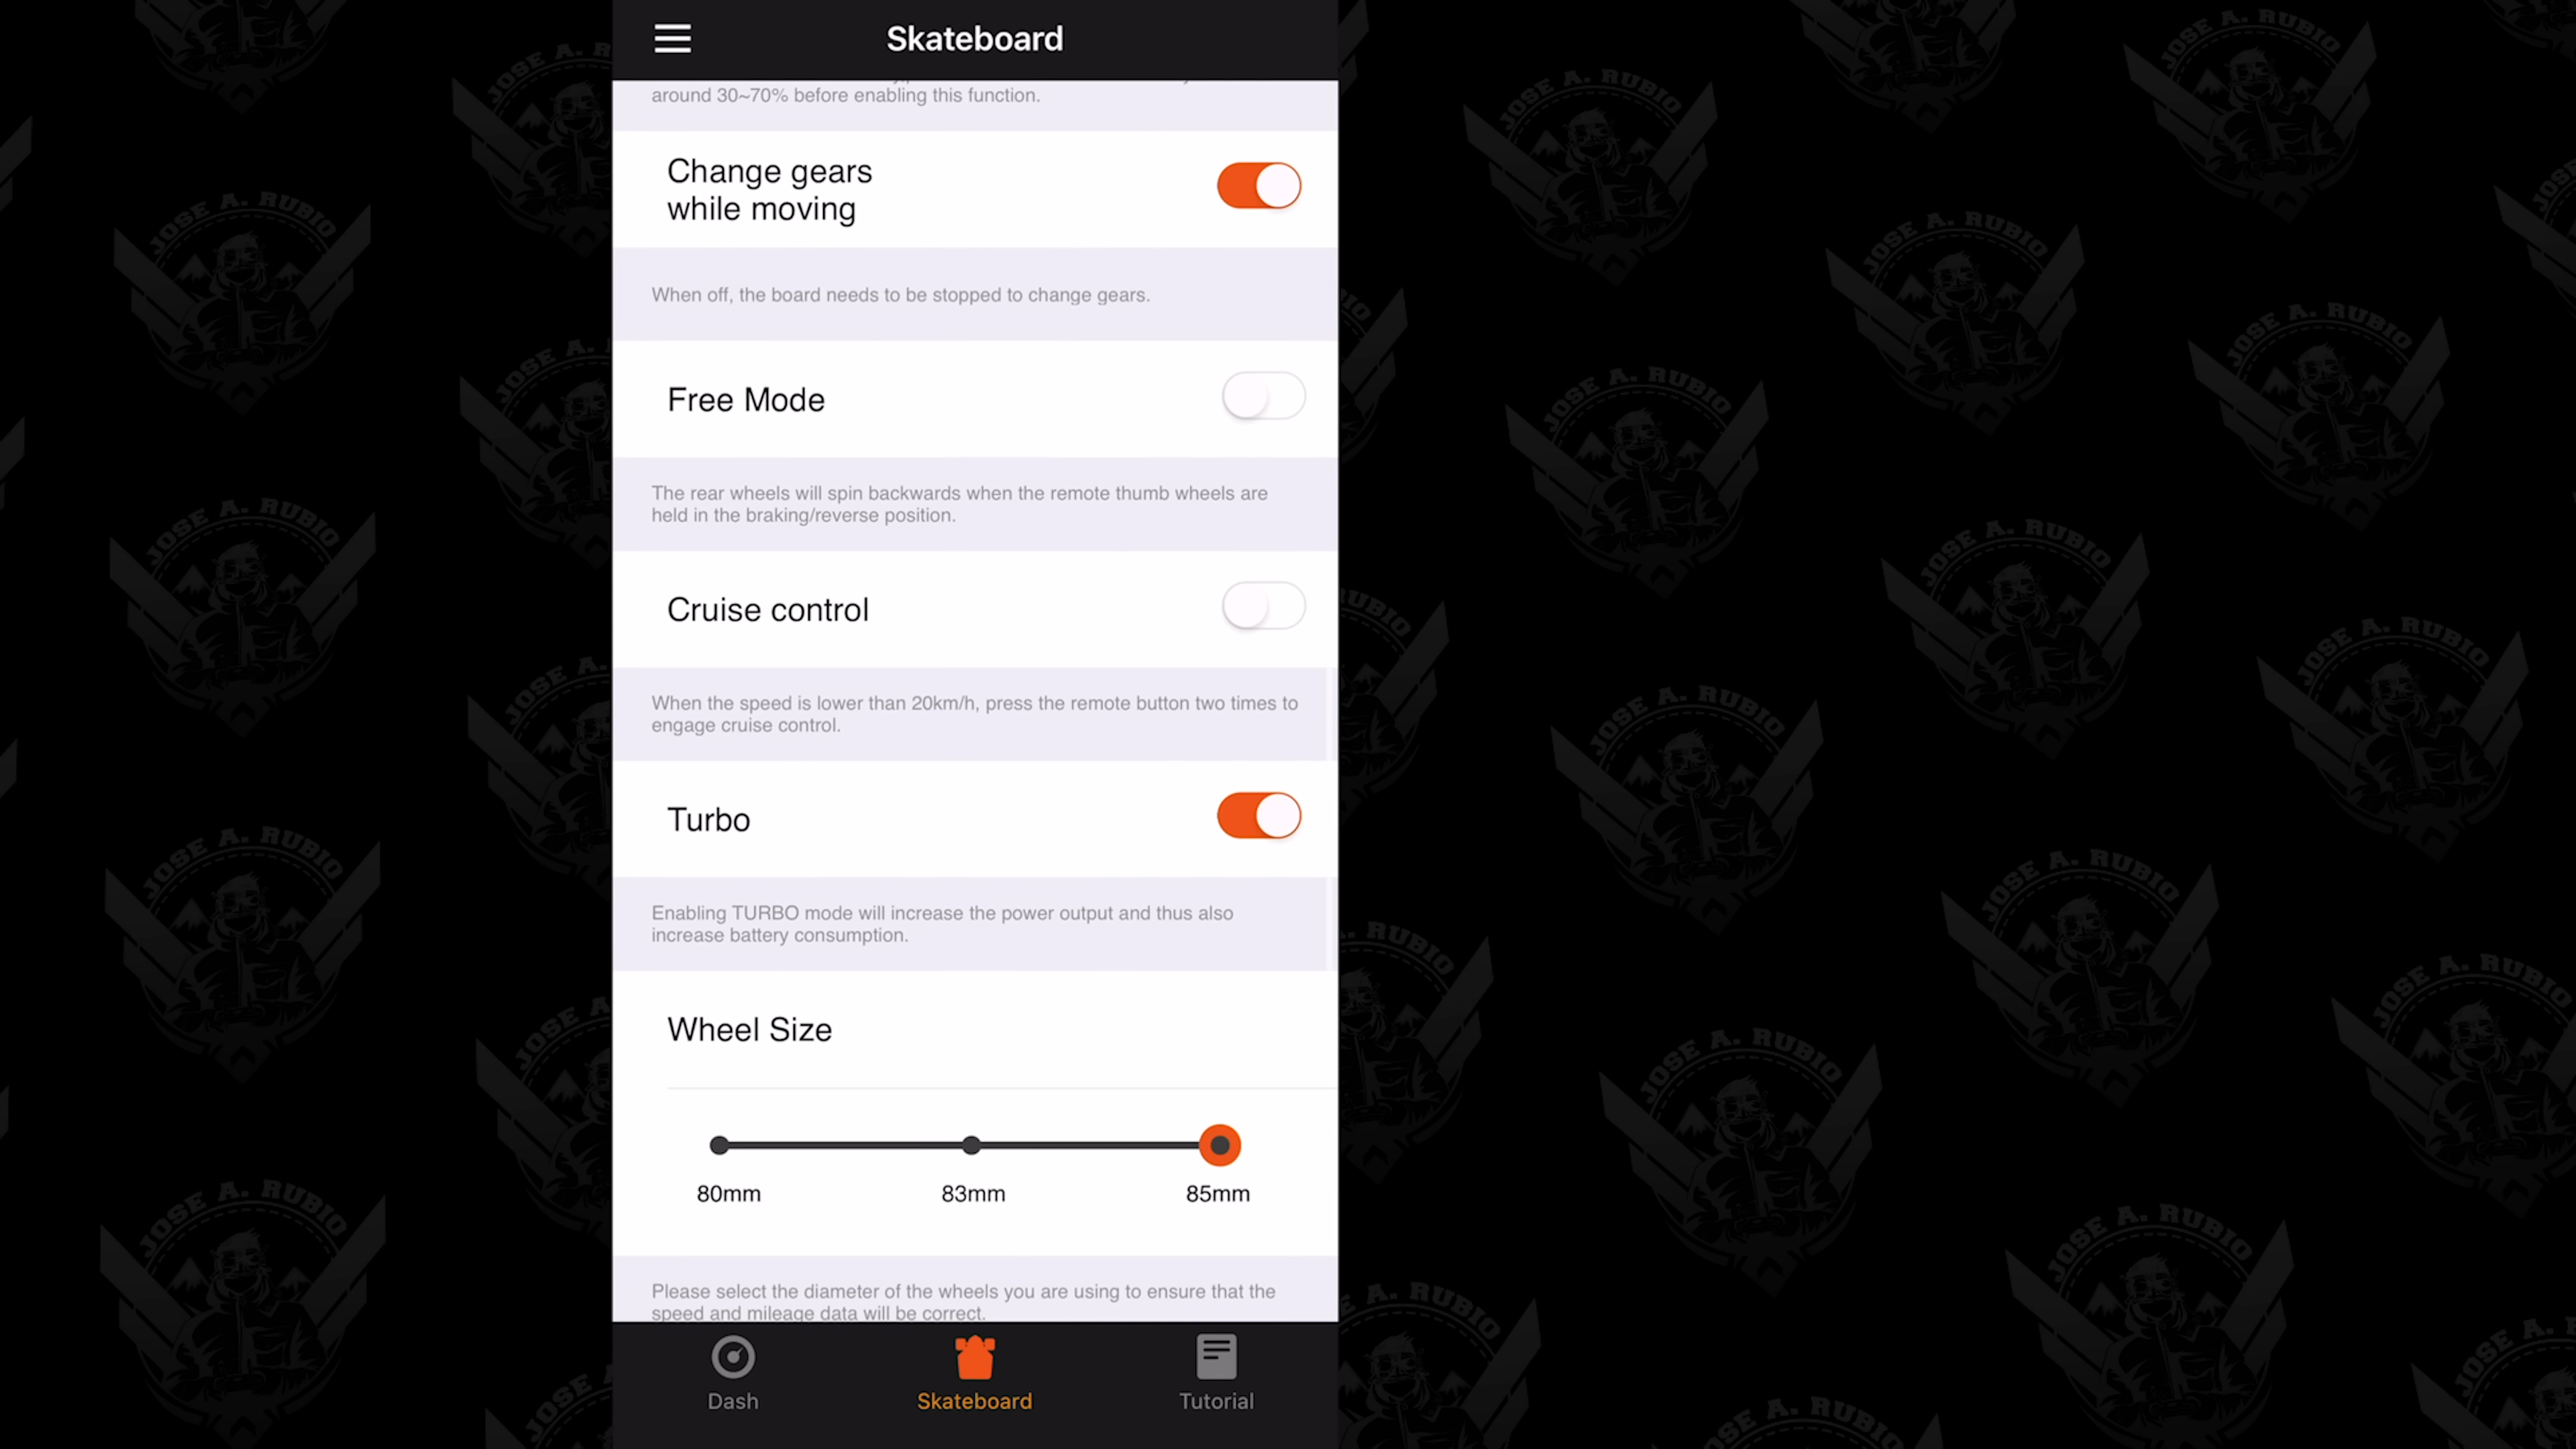 Skateboard
around 30~70% before enabling this function.
Change gears
while moving
When off, the board needs to be stopped to change gears.
Free Mode
The rear wheels will spin backwards when the remote thumb wheels are
held in the braking/reverse position.
Cruise control
When the speed is lower than 20km/h, press the remote button two times to
engage cruise control.
Turbo
Enabling TURBO mode will increase the power output and thus also
increase battery consumption.
Wheel Size
80mm 83mm 85mm
Please select the diameter of the wheels you are using to ensure that the
speed and mileage data will be correct.
Dash Skateboard Tutorial
JOSE A. RUBIO